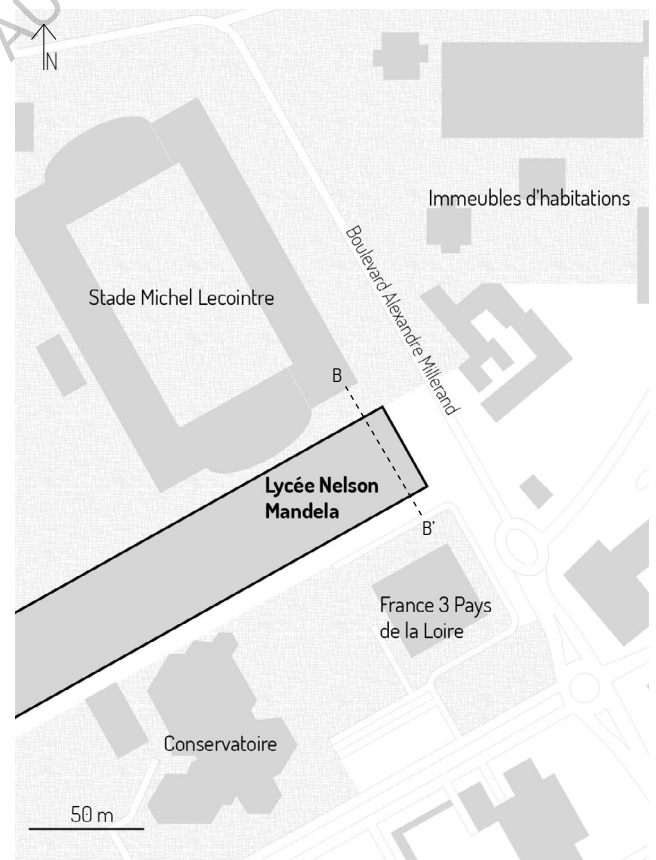 AU
N
Immeubles d'habitations
Boulevard Alexandre Millerand
Stade Michel Lecointre
B
Lycée Nelson
Mandela
B'
France 3 Pays
de la Loire
Conservatoire
50 m